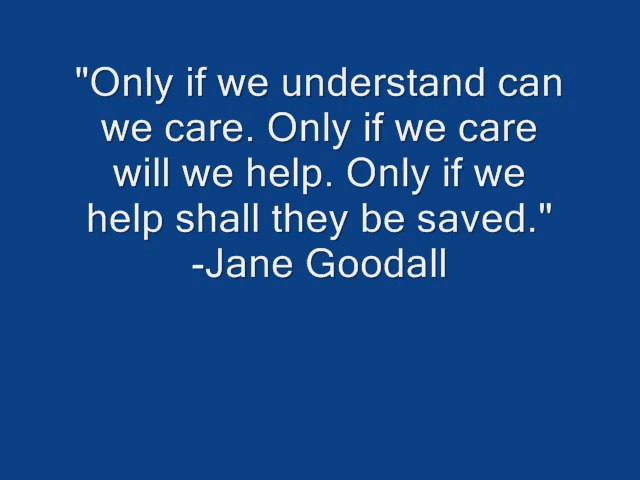 "Only if we understand can
we care. Only if we care
will we help. Only if we
help shall they be saved."
-Jane Goodall